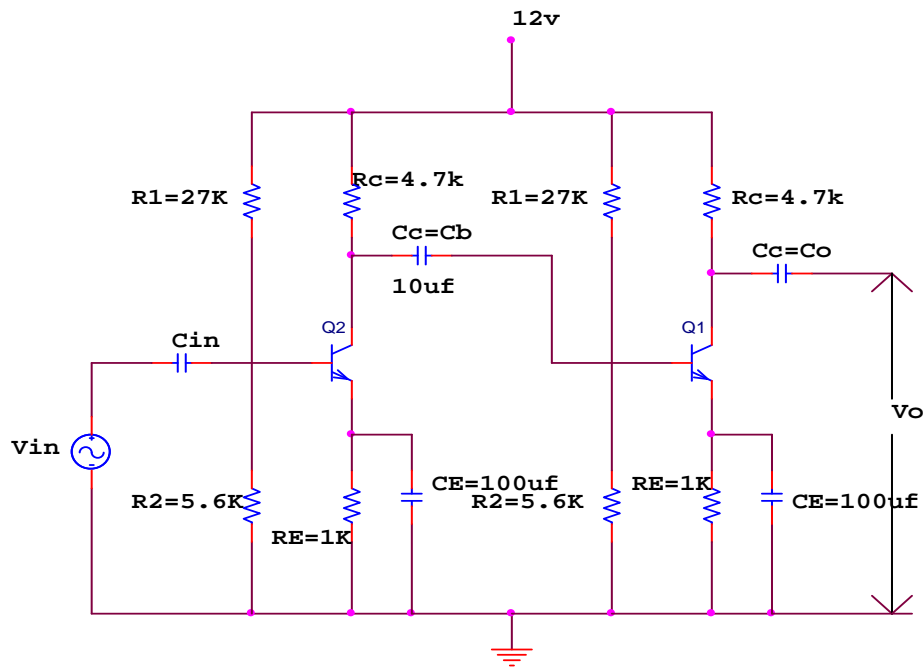 12v
R1=27K
Rc=4.7k
R1=27K
Rc=4.7k
Cc=Cb
10uf
Cc=Co
Q2
Q1
Cin
Vin
Vo
R2=5.6K
RE=1K
CE=100uf
R2=5.6K
RE=1K
CE=100uf